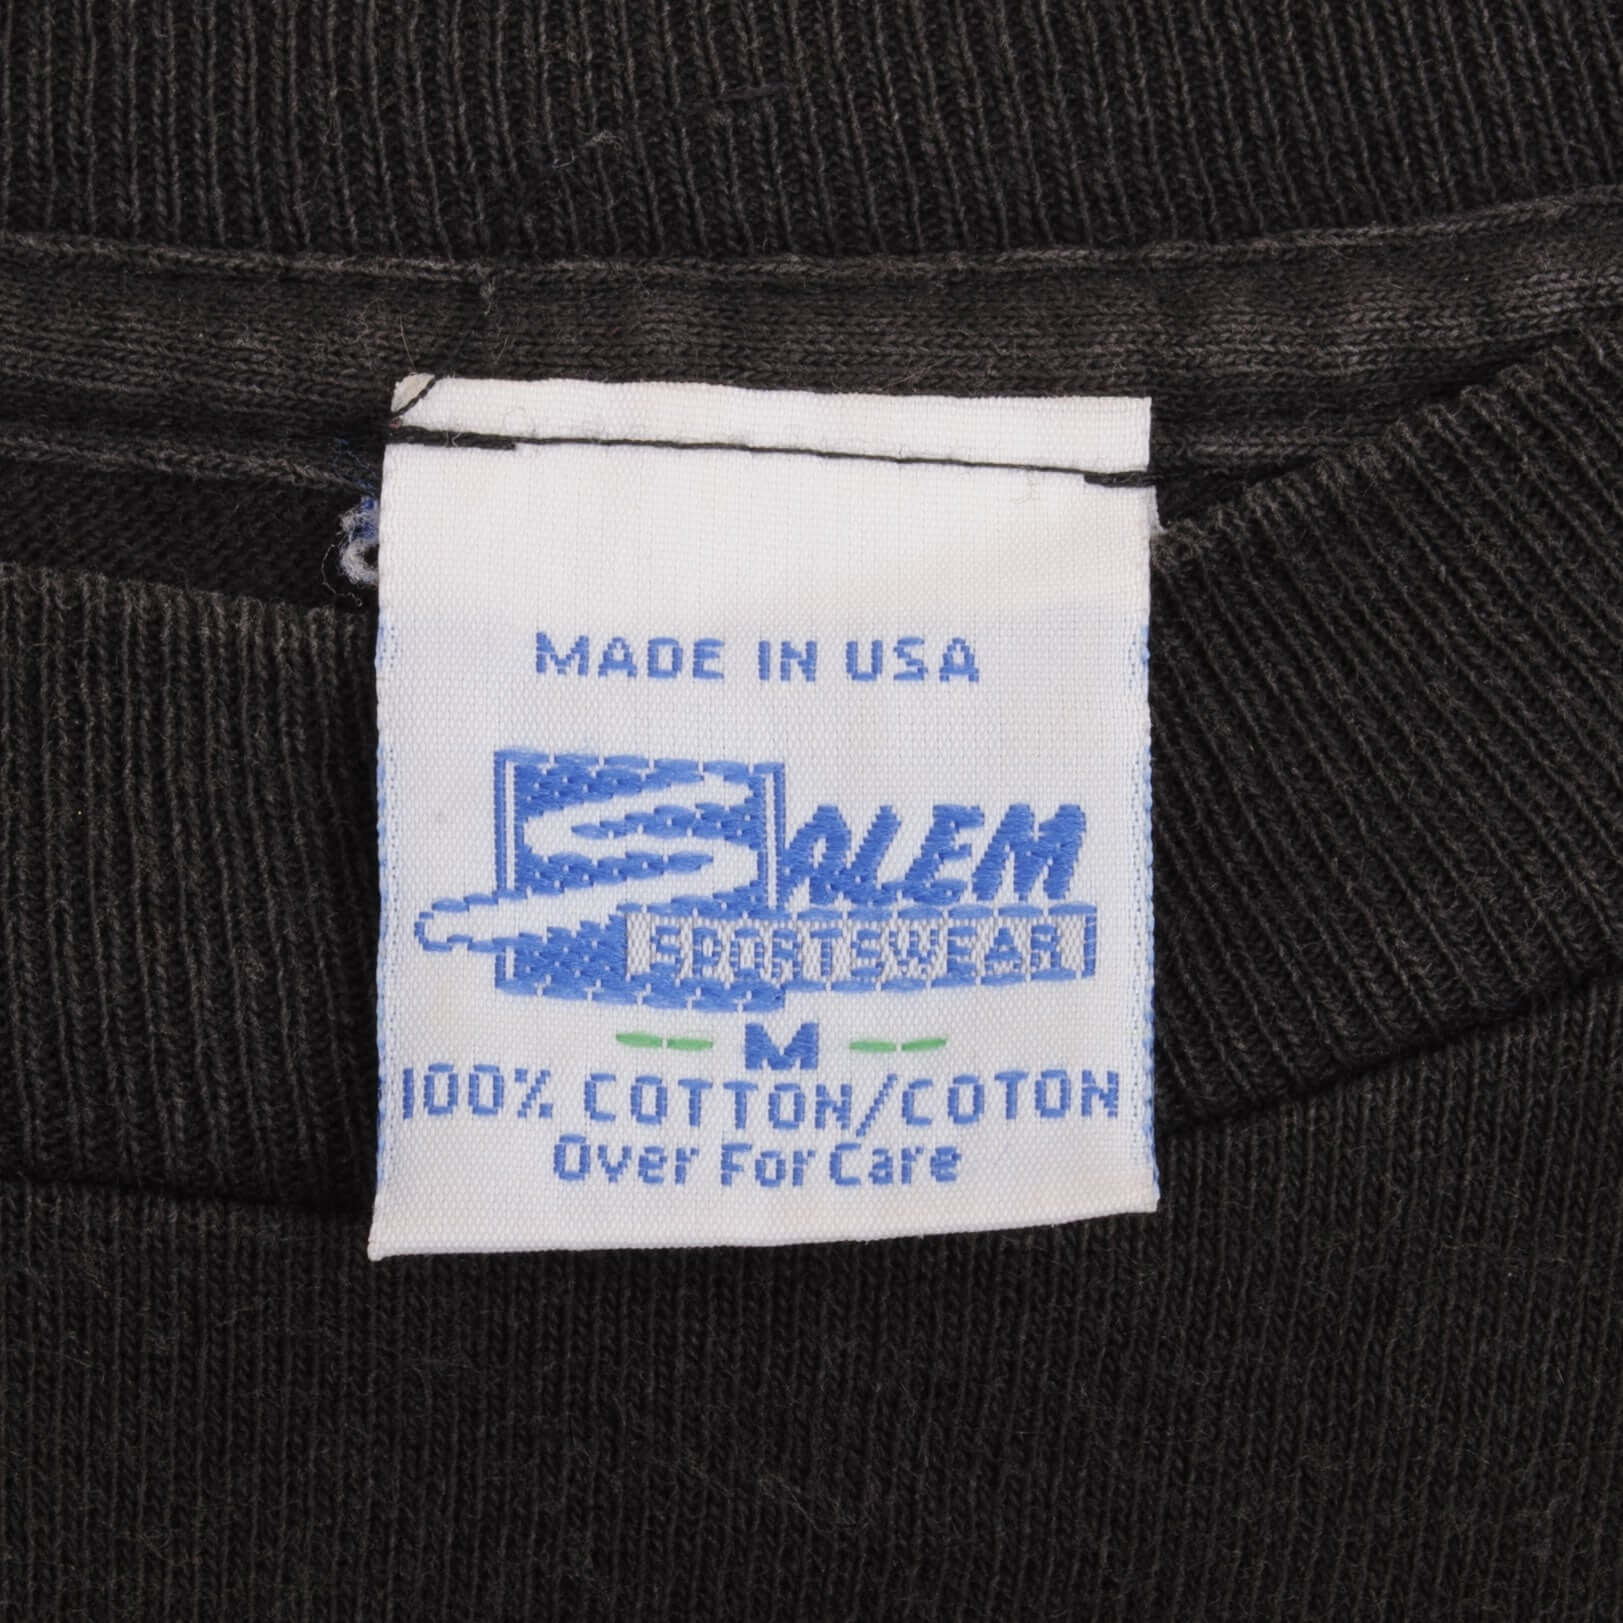 MADE IN USA
SALEM
SPORTSWEAR
M
100% COTTON/COTON
Over For Care